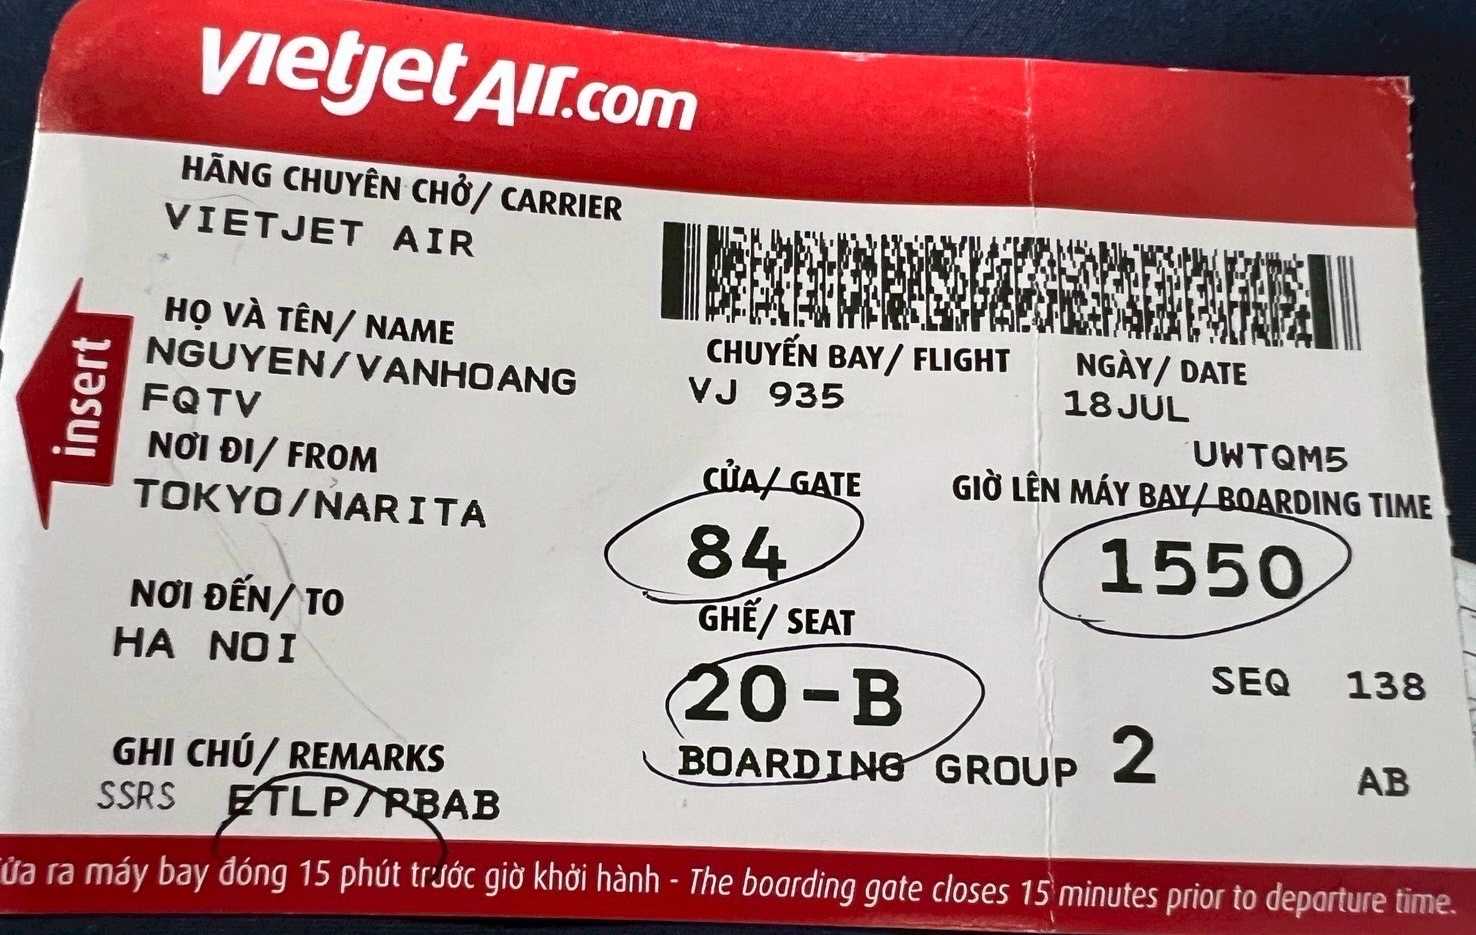 vietjetAir.com
HÃNG CHUYÊN CHỞ/ CARRIER
VIETJET AIR
HỌ VÀ TÊN/ NAME
NGUYEN/VANHOANG
FQTV
CHUYẾN BAY/ FLIGHT
VJ 935
NGÀY/ DATE
18JUL
UWTQM5
insert
NƠI ĐI/ FROM
TOKYO/NARITA
CỬA/ GATE
84
GIỜ LÊN MÁY BAY/ BOARDING TIME
1550
NƠI ĐẾN/ TO
HA NOI
GHẾ/ SEAT
20-B
SEQ 138
BOARDING GROUP 2
AB
GHI CHÚ/ REMARKS
SSRS ETLP/PBAB
ra máy bay đóng 15 phút trước giờ khởi hành - The boarding gate closes 15 minutes prior to departure time.